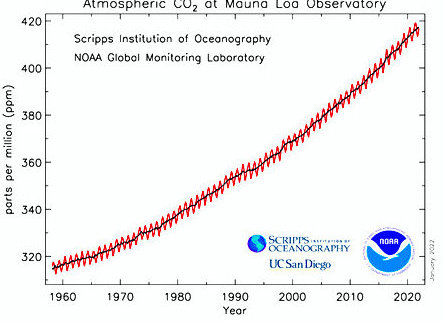 Atmospheric CO₂ at Mauna Loa Observatory
Scripps Institution of Oceanography
NOAA Global Monitoring Laboratory
parts per million (ppm)
420
400
380
360
340
320
1960
1970
1980
1990
2000
2010
2020
Year
SCRIPPS INSTITUTION OF
OCEANOGRAPHY
UC San Diego
NOAA
January 2022